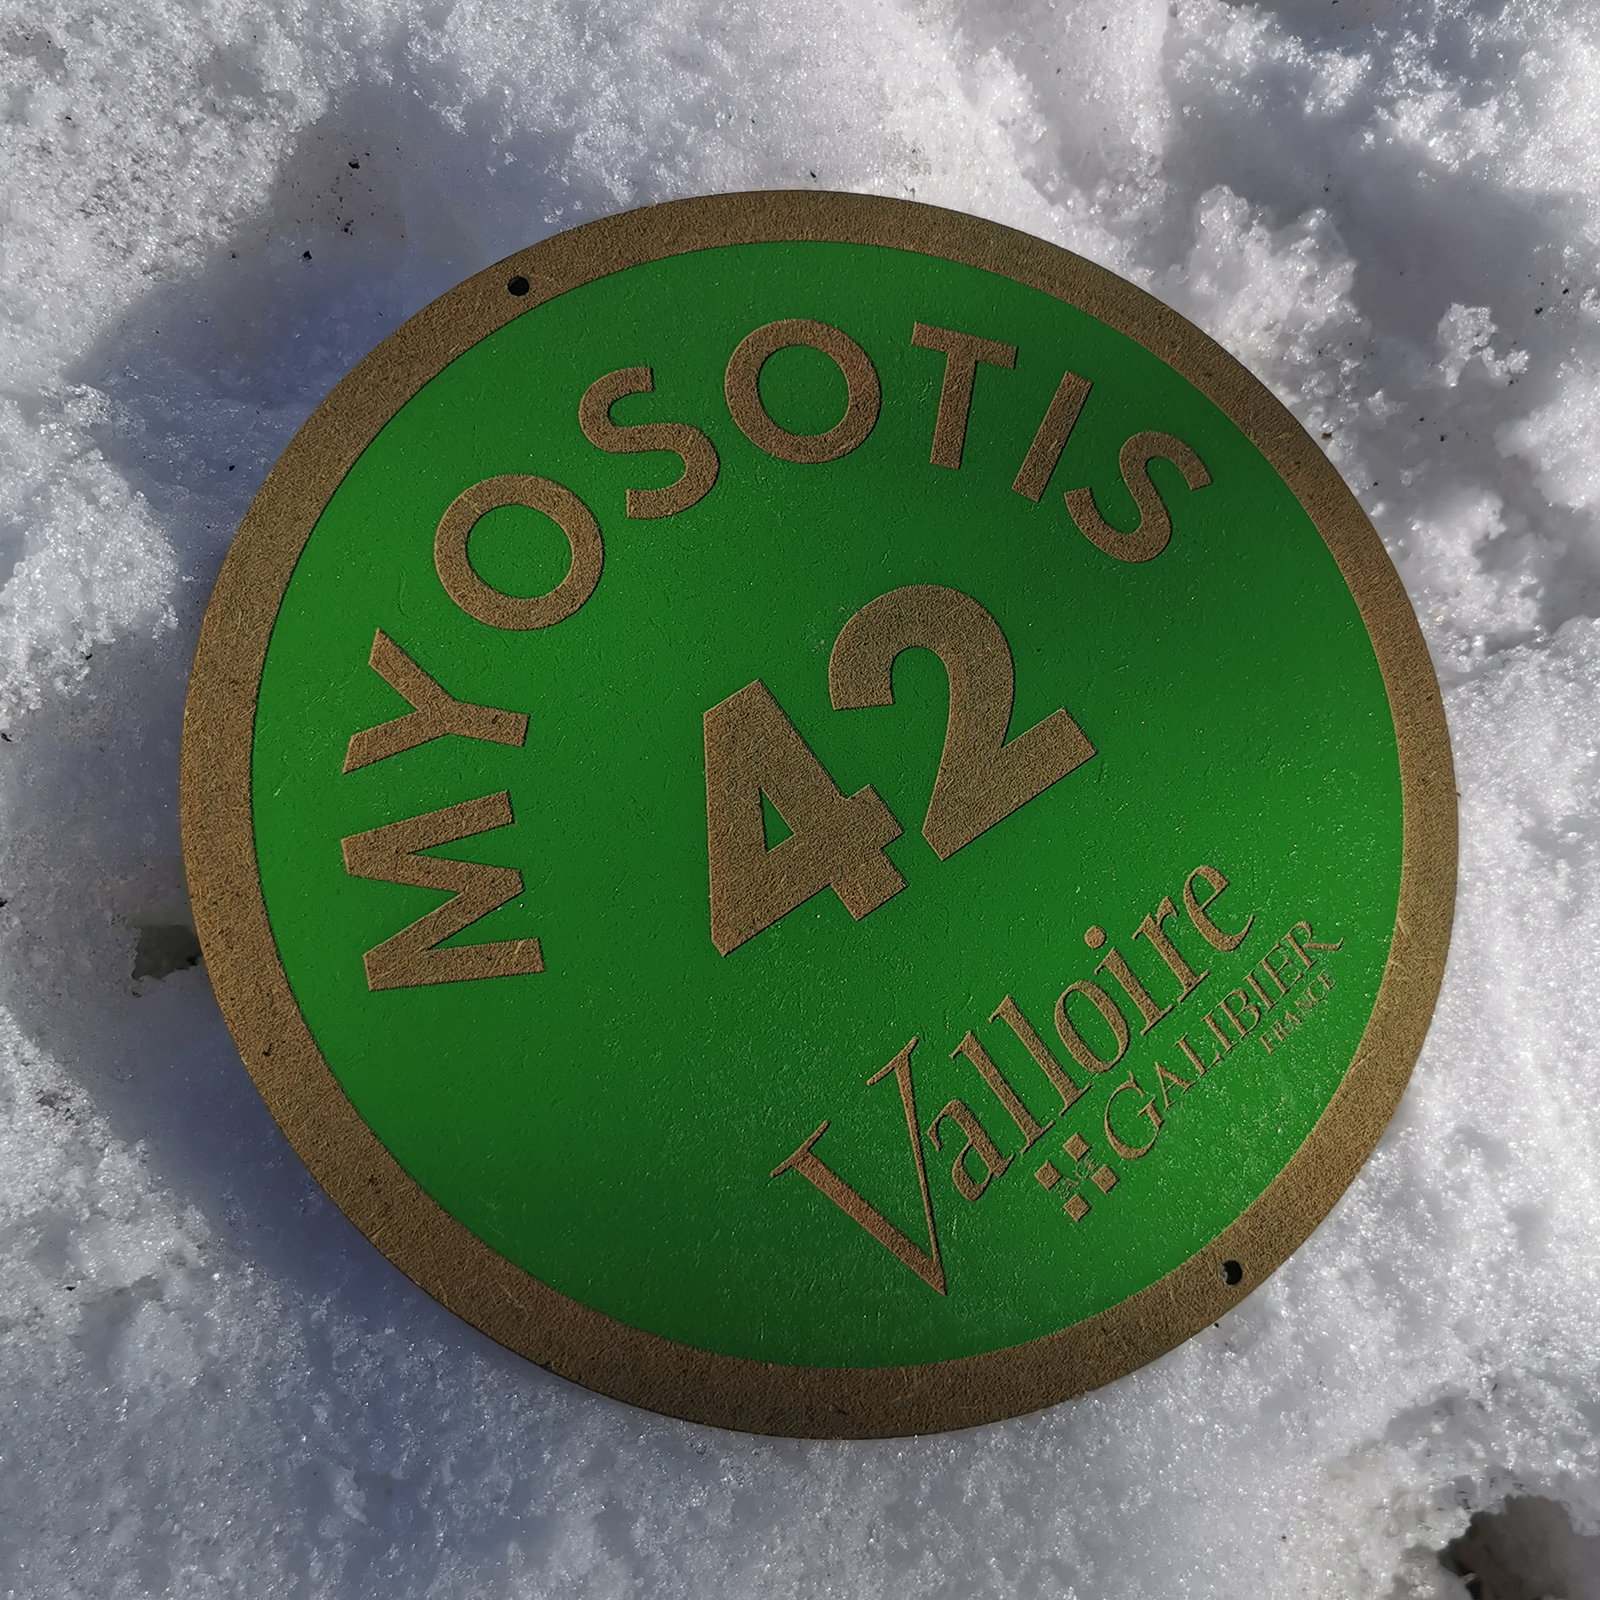 MYOSOTIS
42
Valloire
GALIBIER
FRANCE